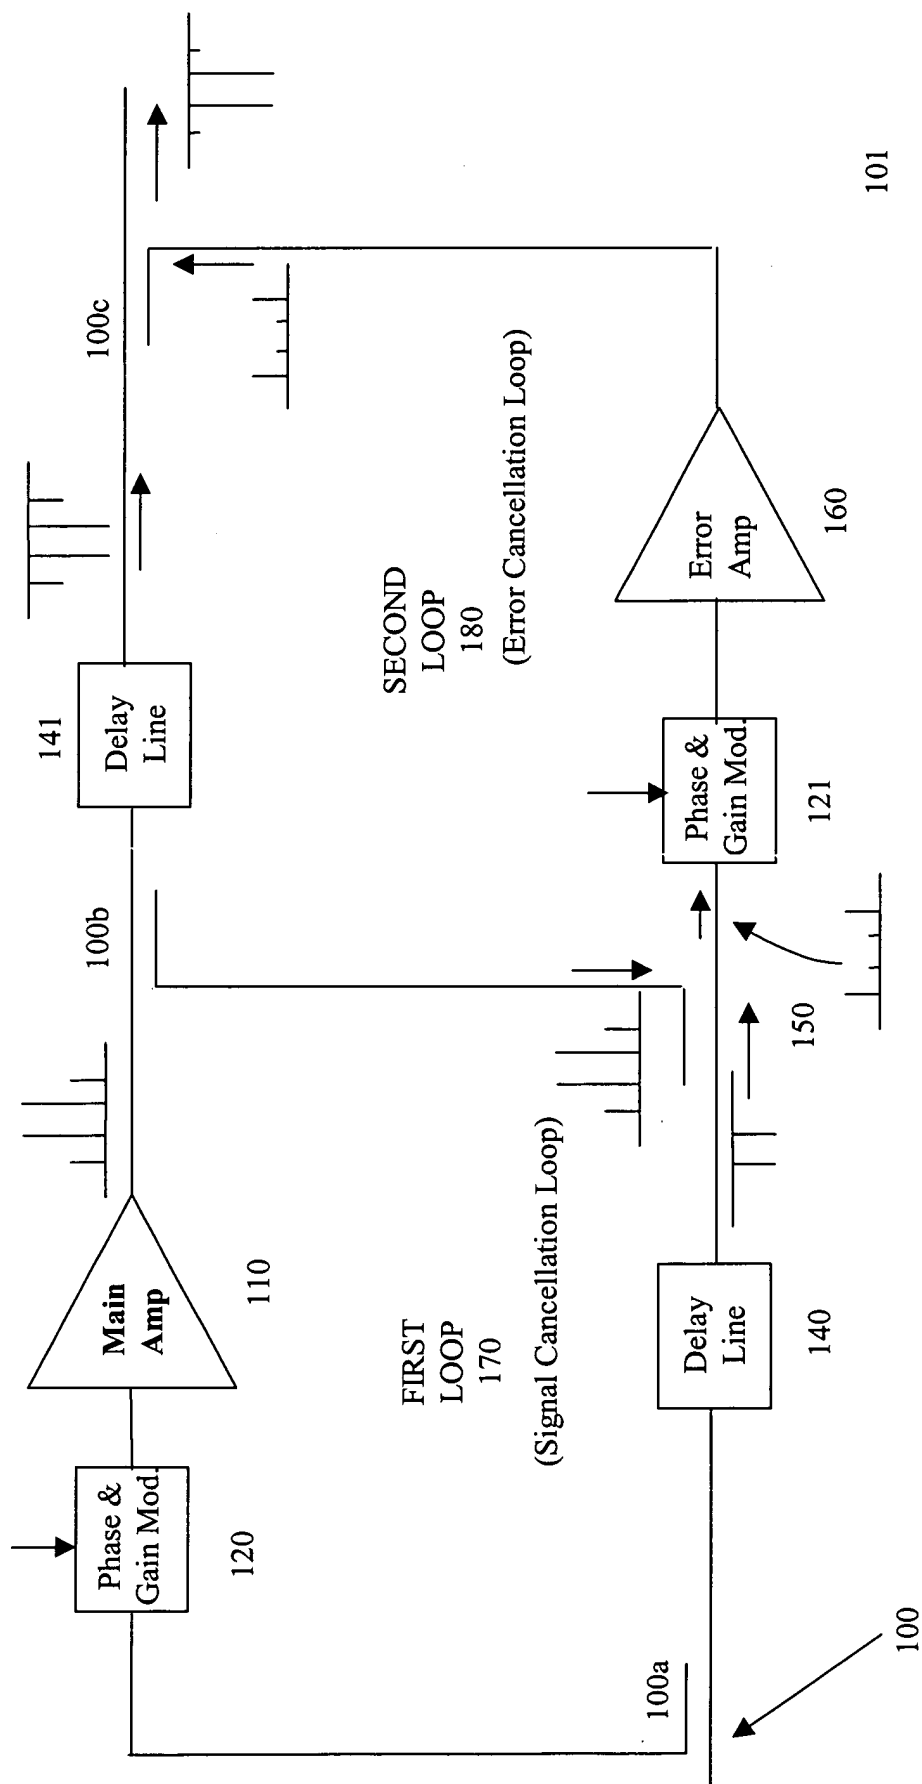 Phase &
Gain Mod.
120
Main
Amp
110
100b
Delay
Line
141
100c
FIRST
LOOP
170
(Signal Cancellation Loop)
SECOND
LOOP
180
(Error Cancellation Loop)
100a
100
Delay
Line
140
150
Phase &
Gain Mod.
121
Error
Amp
160
101